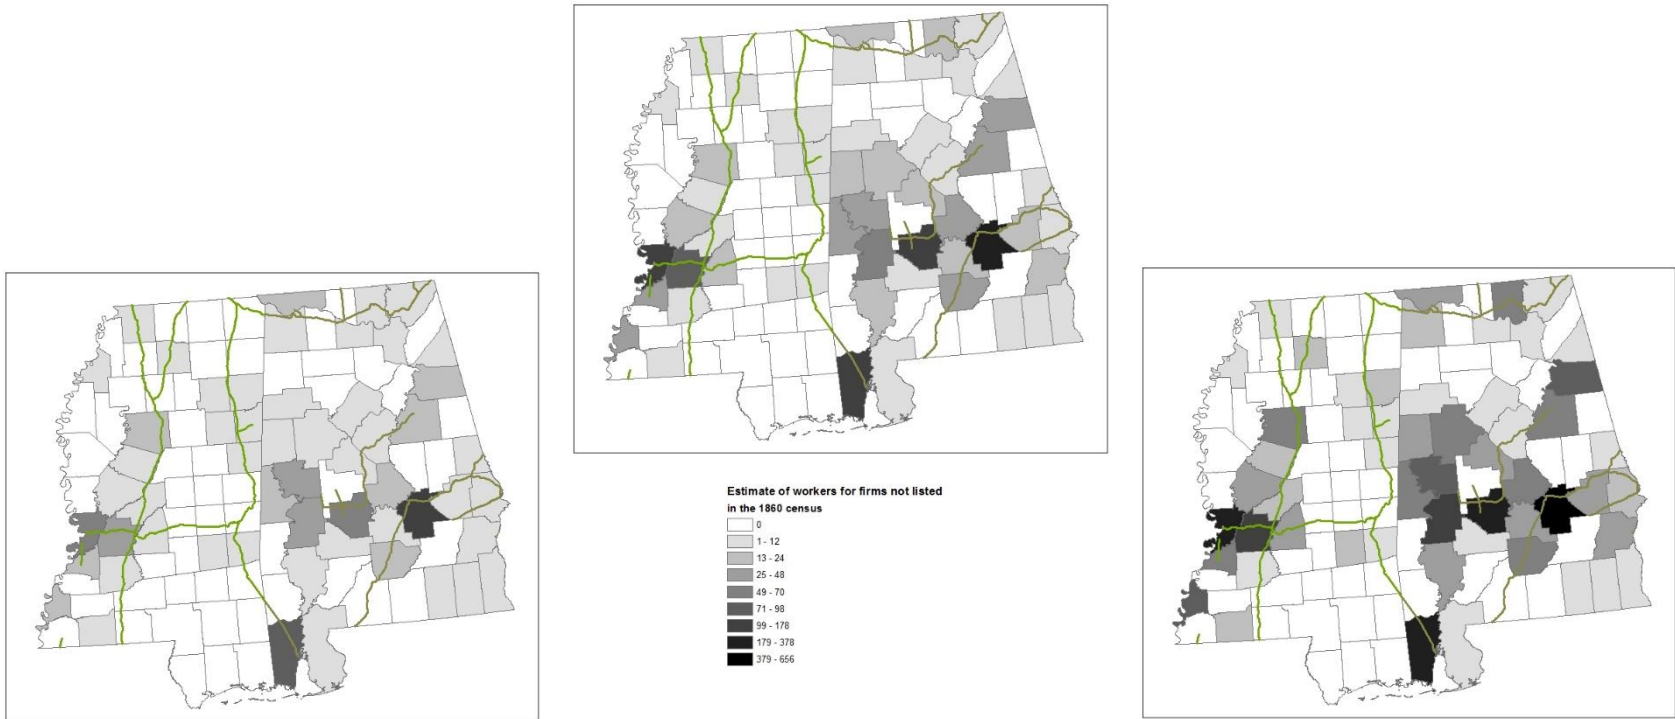 Estimate of workers for firms not listed
in the 1860 census
0
1 - 12
13 - 24
25 - 48
49 - 70
71 - 98
99 - 178
179 - 378
379 - 656